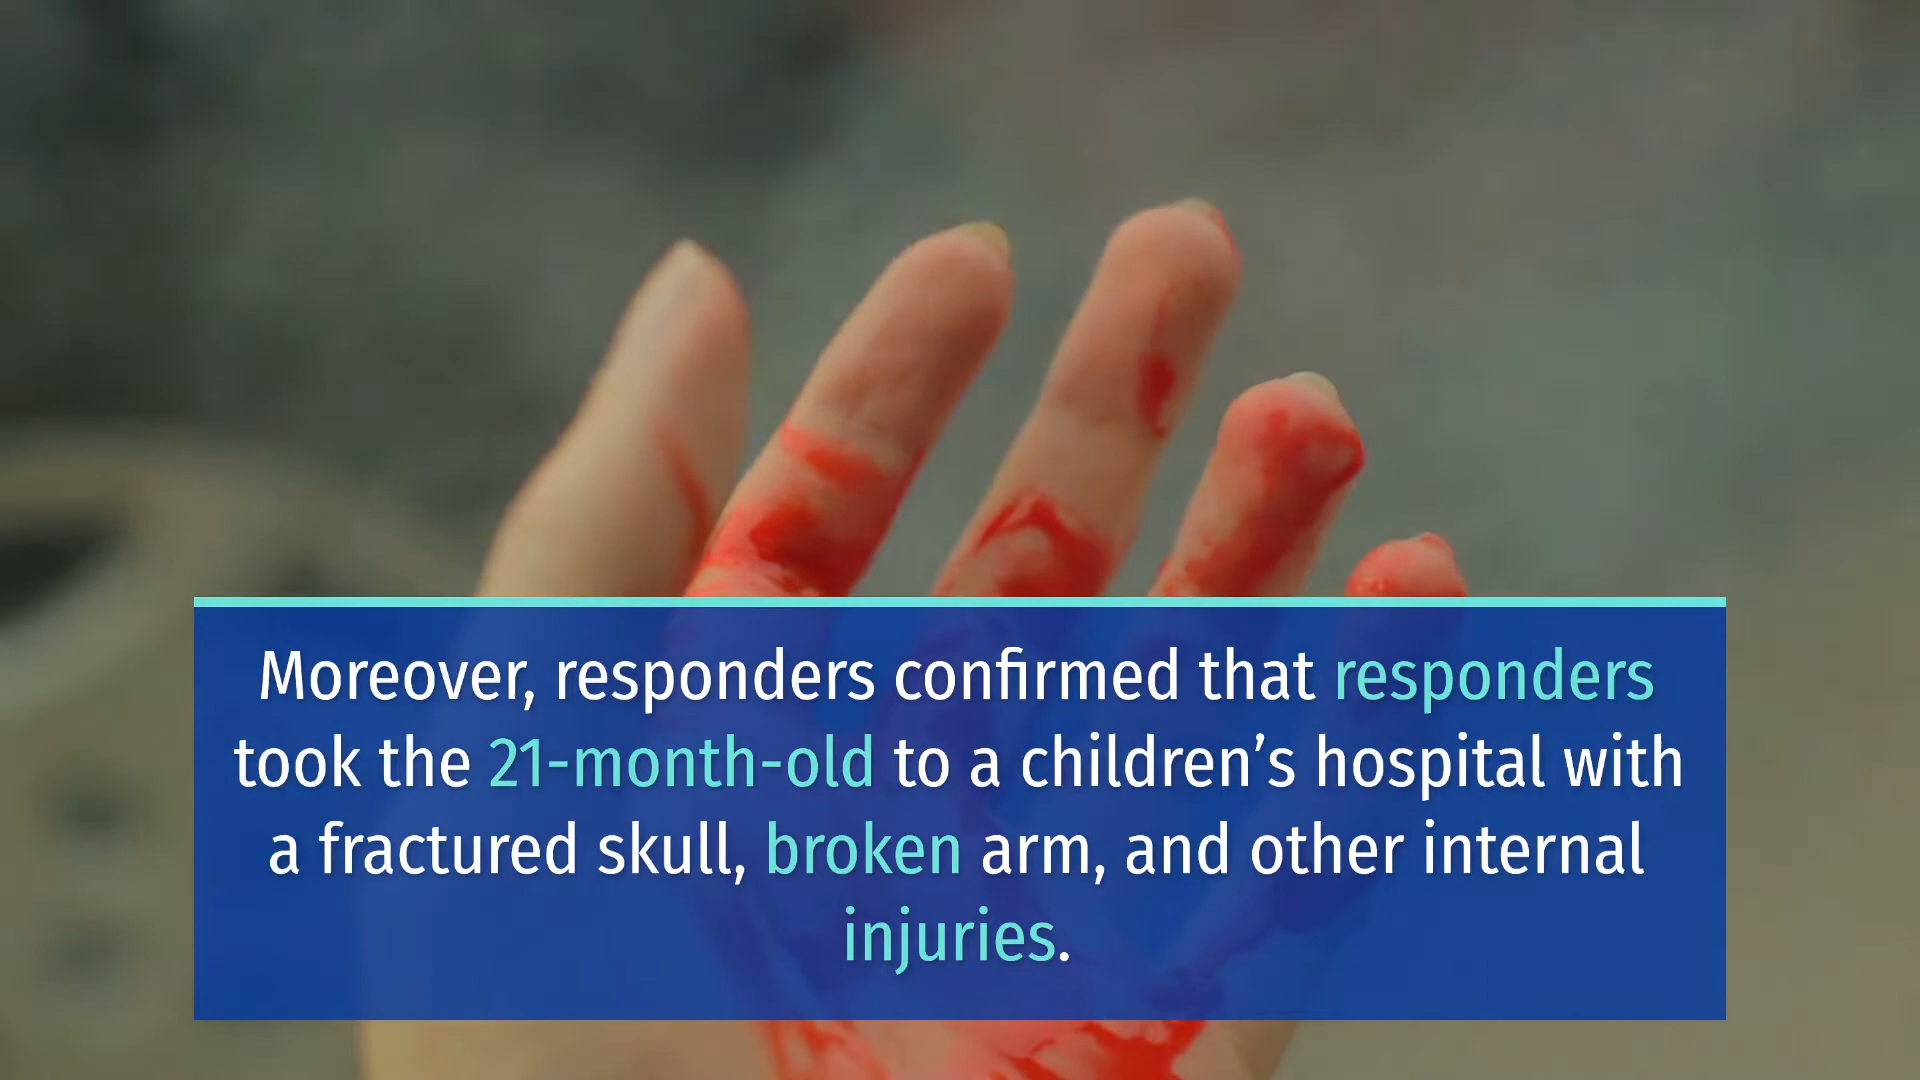 Moreover, responders confirmed that responders
took the 21-month-old to a children’s hospital with
a fractured skull, broken arm, and other internal
injuries.